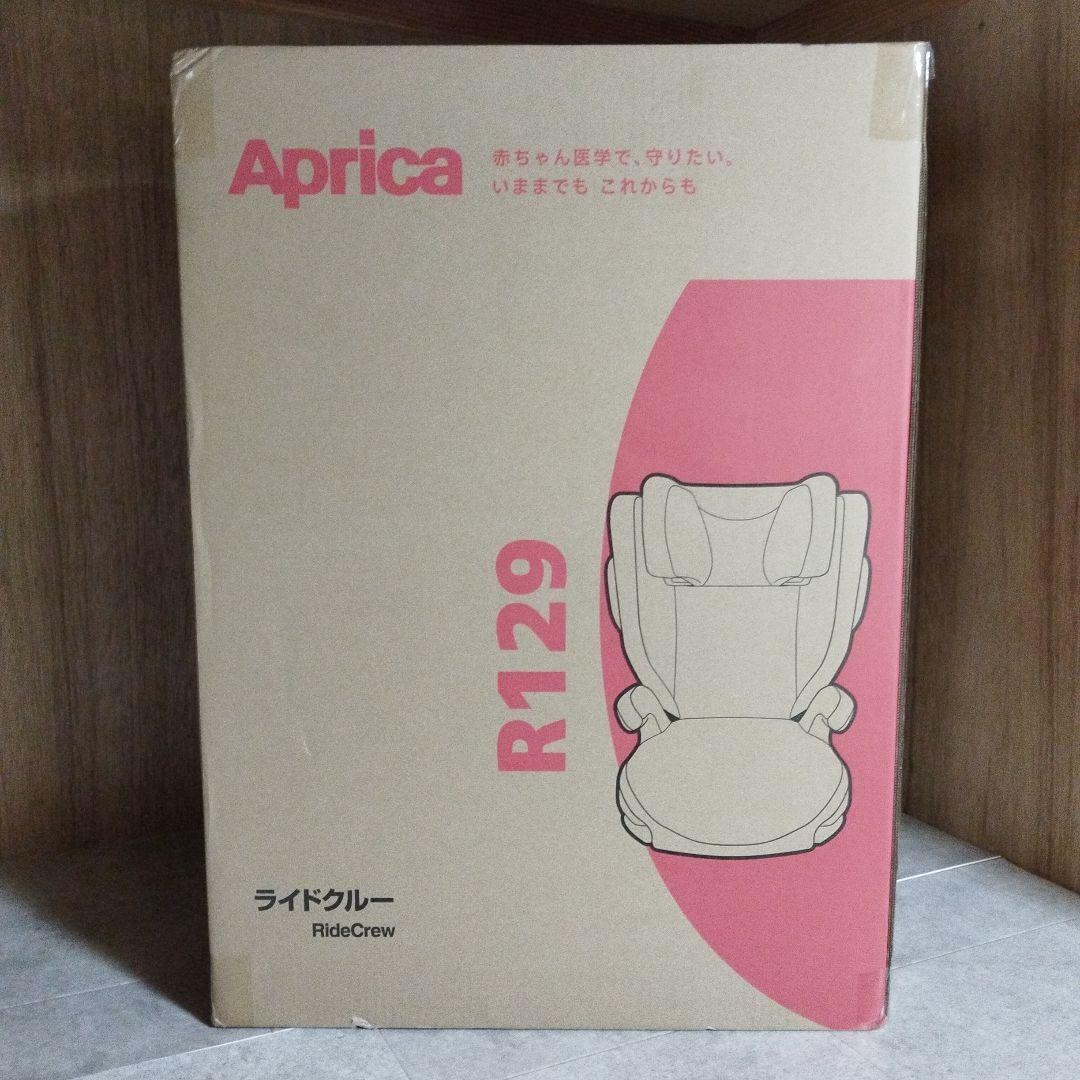 Aprica
赤ちゃん医学で、守りたい。
いままでも これからも
R129
ライドクルー
RideCrew